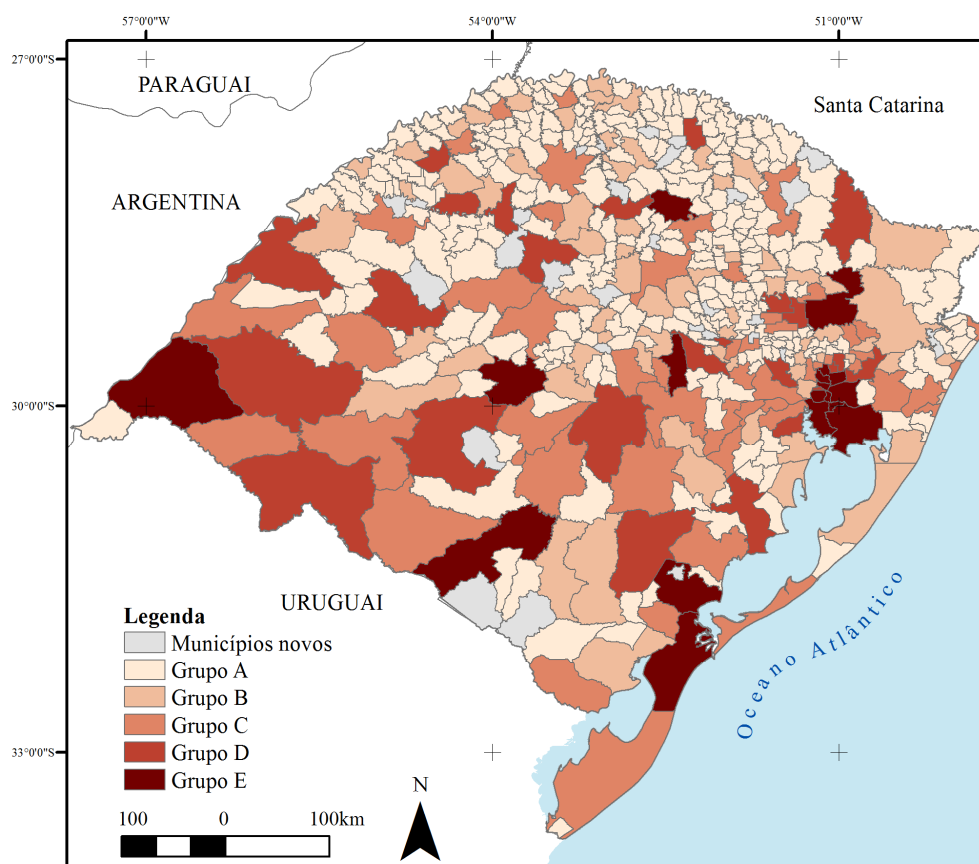 57°0'0"W
54°0'0"W
51°0'0"W
27°0'0"S
PARAGUAI
Santa Catarina
ARGENTINA
30°0'0"S
URUGUAI
Oceano Atlântico
Legenda
Municípios novos
Grupo A
Grupo B
Grupo C
Grupo D
Grupo E
33°0'0"S
N
100 0 100km